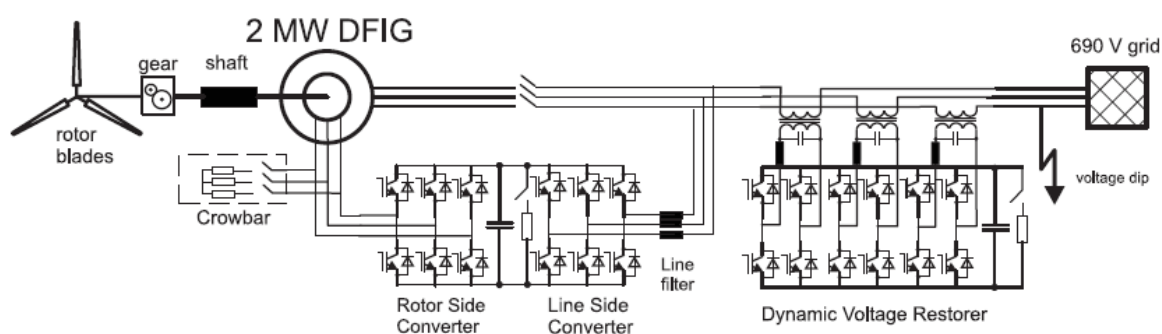 2 MW DFIG
690 V grid
gear
shaft
rotor
blades
voltage dip
Crowbar
Line
filter
Rotor Side
Converter
Line Side
Converter
Dynamic Voltage Restorer